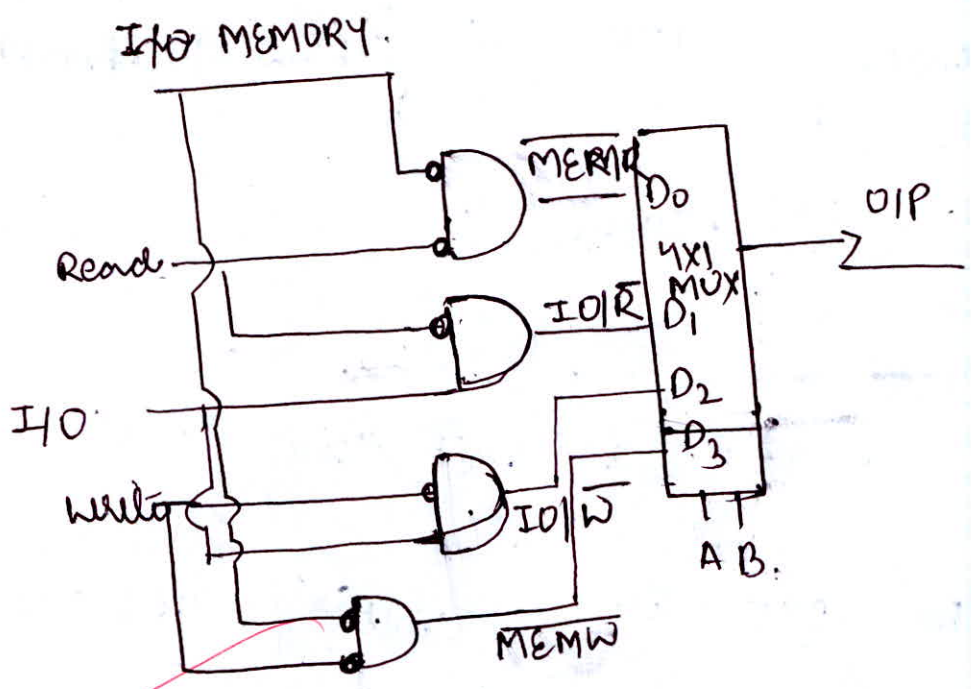 I/O MEMORY.
MEMR
D0
O/P
Read
4X1
MUX
IO/R
D1
I/O
D2
D3
Write
IO/W
A B.
MEMW